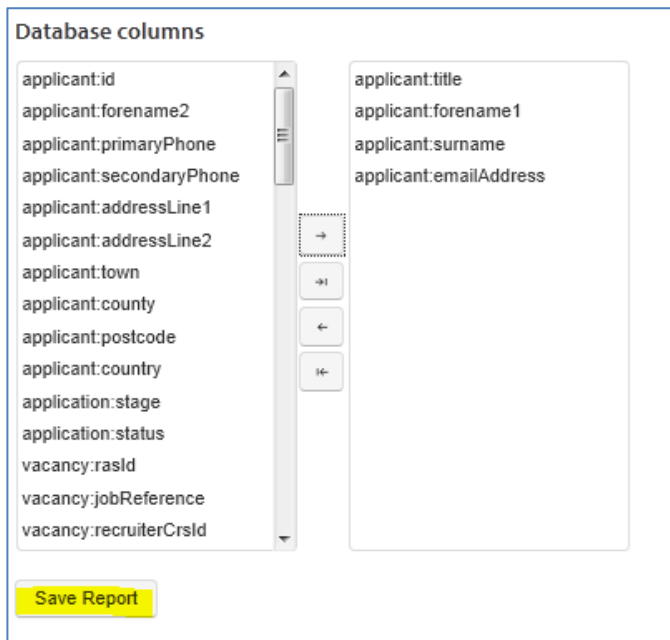 Database columns
applicant:id
applicant:forename2
applicant:primaryPhone
applicant:secondaryPhone
applicant:addressLine1
applicant:addressLine2
applicant:town
applicant:county
applicant:postcode
applicant:country
application:stage
application:status
vacancy:rasId
vacancy:jobReference
vacancy:recruiterCrsId
applicant:title
applicant:forename1
applicant:surname
applicant:emailAddress
Save Report